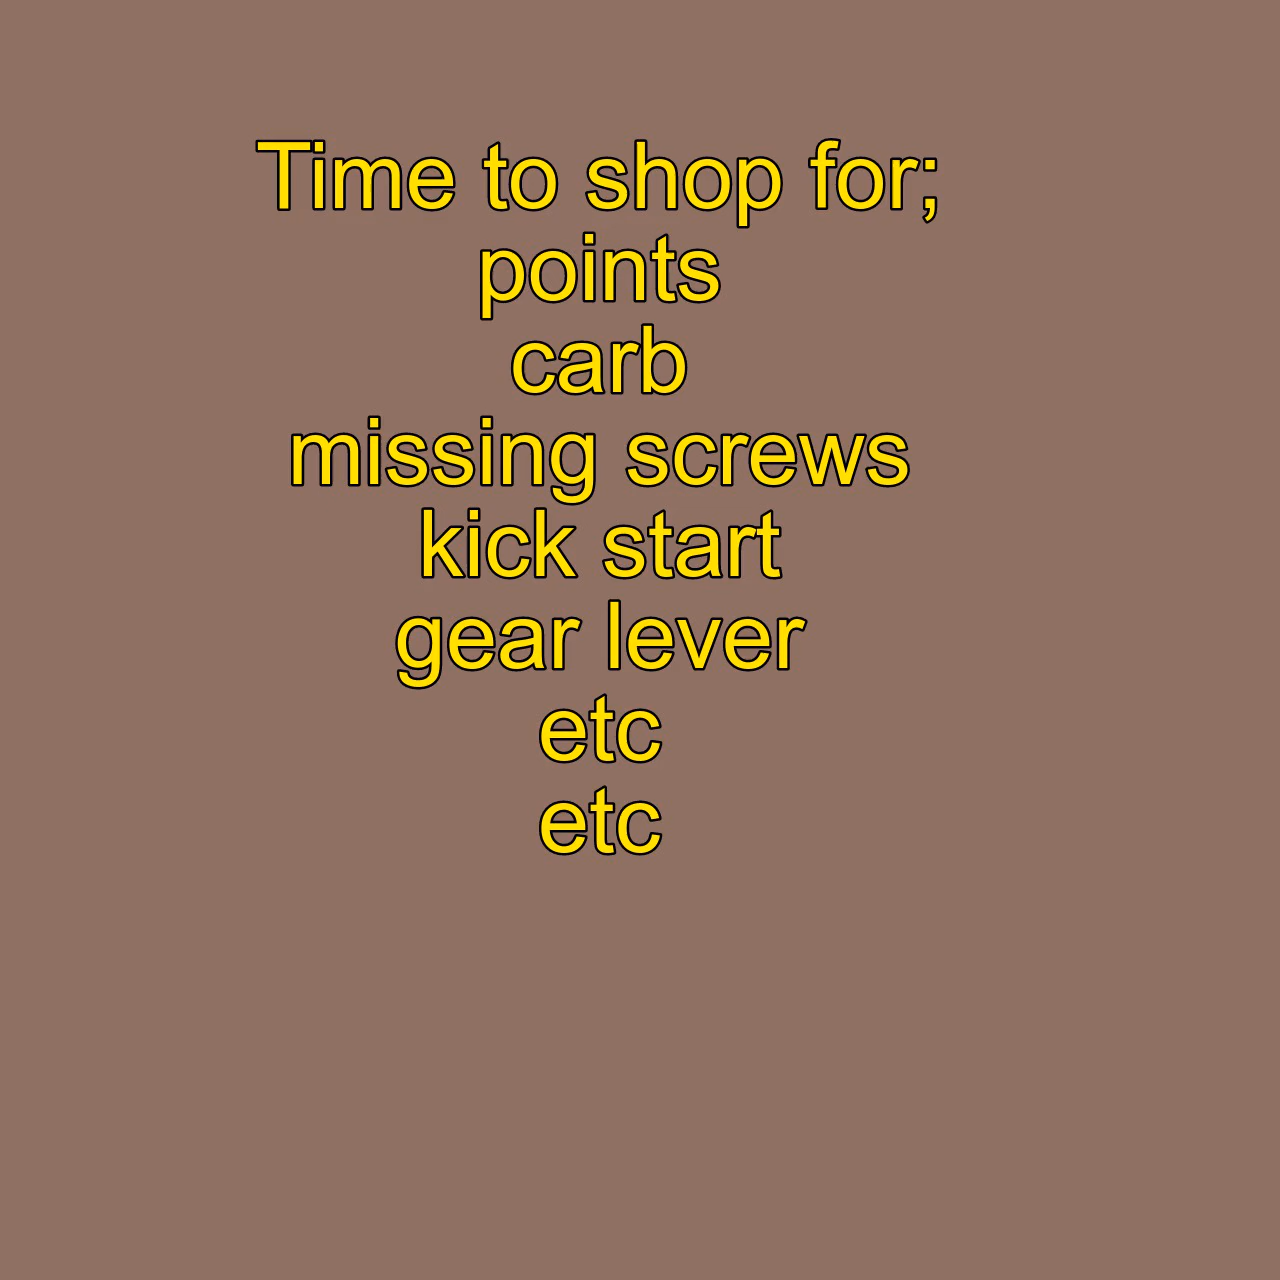 Time to shop for;
points
carb
missing screws
kick start
gear lever
etc
etc